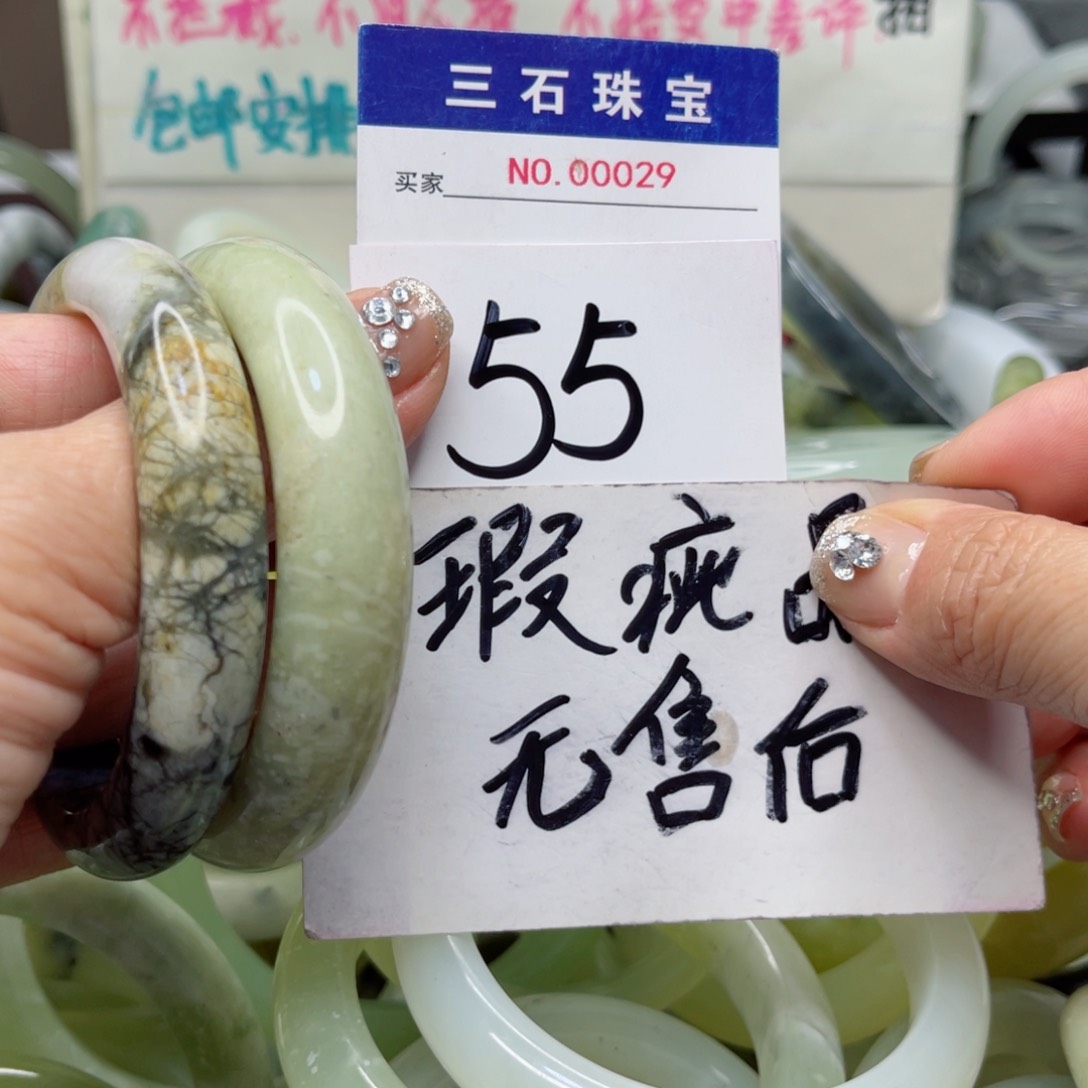 包邮安排
三石珠宝
买家 NO.00029
55
瑕疵品
无售后